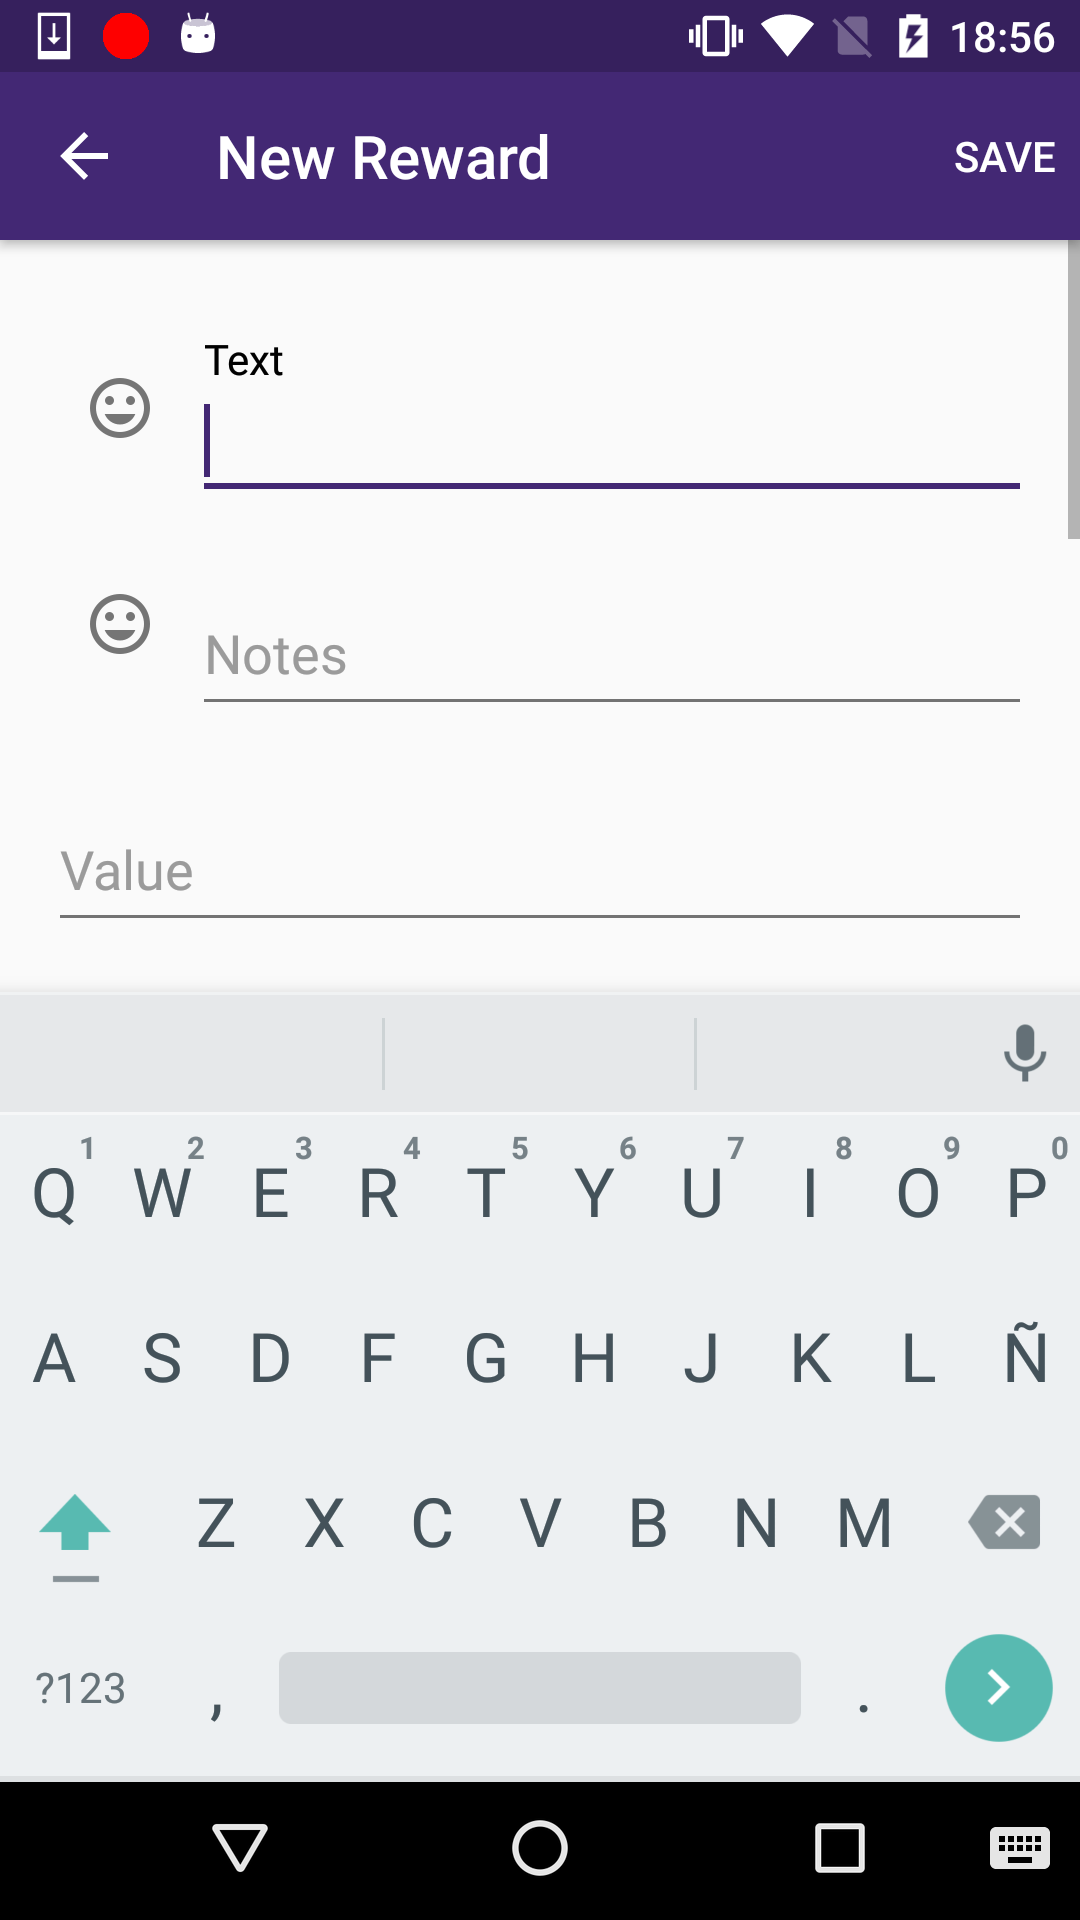 18:56
New Reward
SAVE
Text
Notes
Value
1 2 3 4 5 6 7 8 9 0
Q W E R T Y U I O P
A S D F G H J K L Ñ
Z X C V B N M
?123 , .